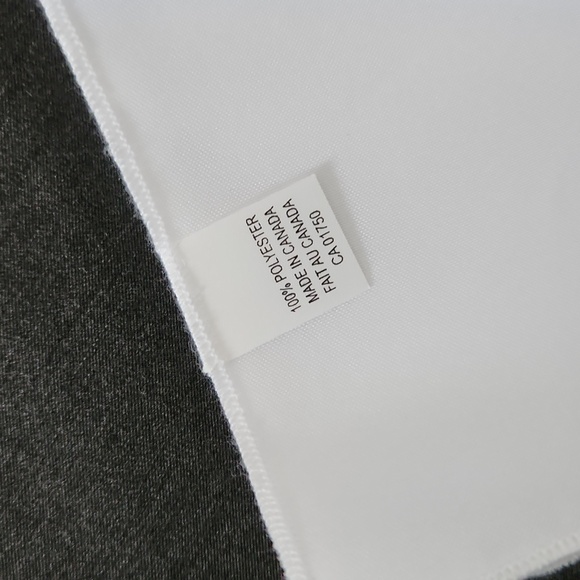 100% POLYESTER
MADE IN CANADA
FAIT AU CANADA
CA 01750